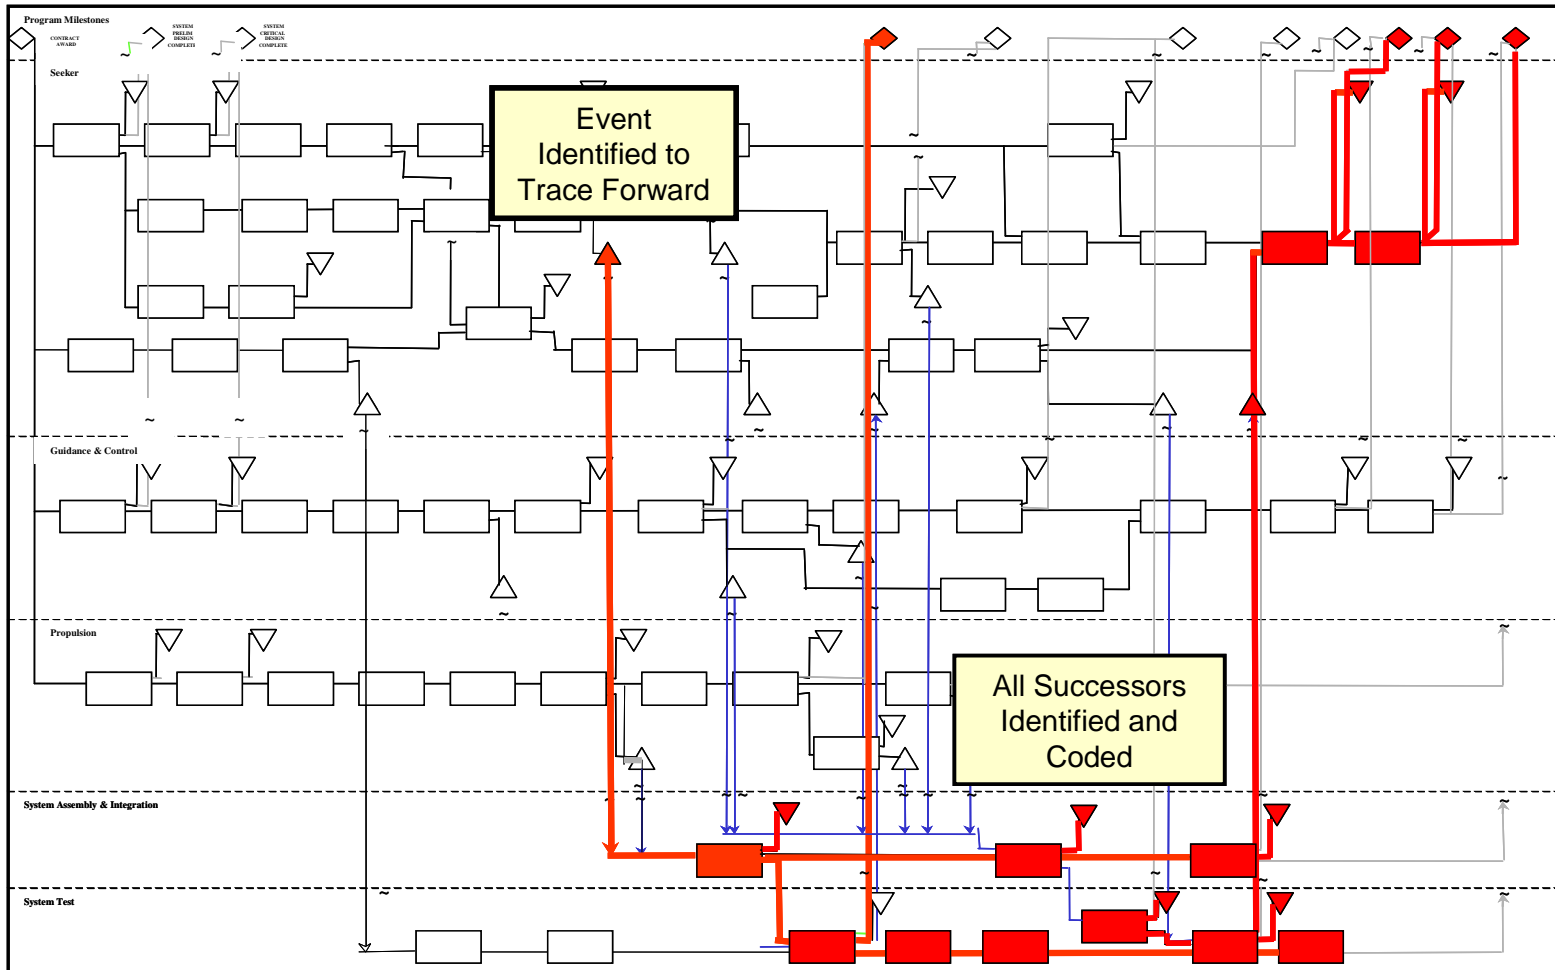 Program Milestones
CONTRACT
AWARD
SYSTEM
PRELIM
DESIGN
COMPLETE
SYSTEM
CRITICAL
DESIGN
COMPLETE
Seeker
Event
Identified to
Trace Forward
Guidance & Control
Propulsion
All Successors
Identified and
Coded
System Assembly & Integration
System Test